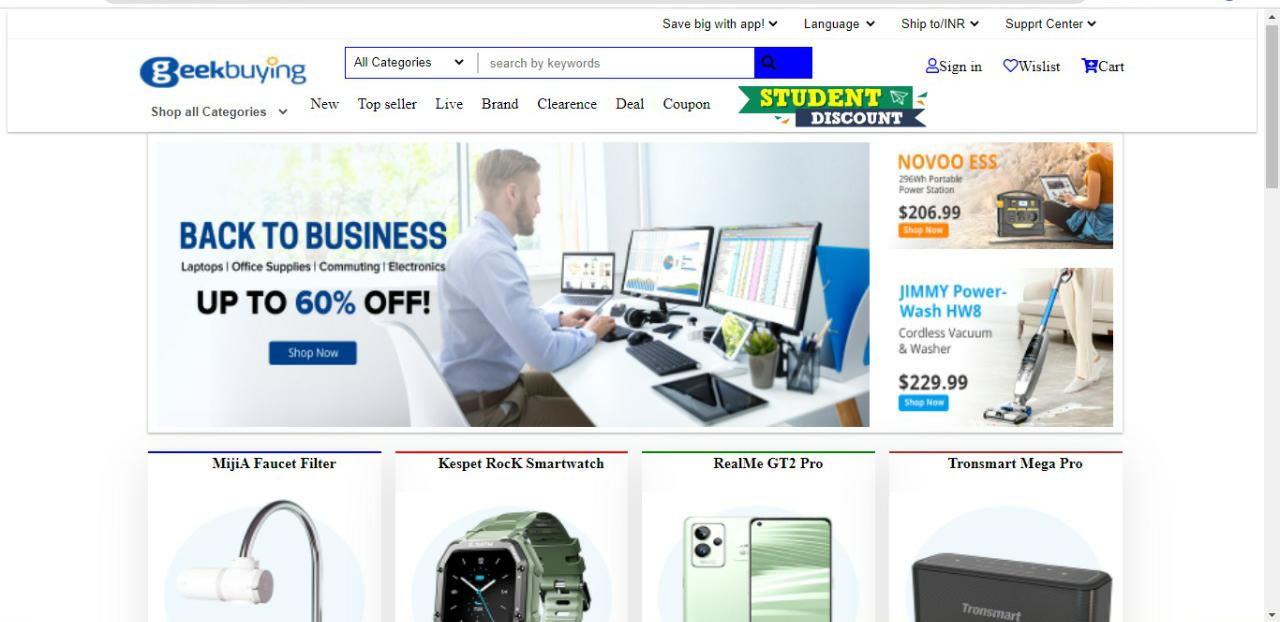 Save big with app! Language Ship to/INR Supprt Center
geekbuying All Categories search by keywords Sign in Wislist Cart
Shop all Categories New Top seller Live Brand Clearence Deal Coupon STUDENT DISCOUNT
BACK TO BUSINESS
Laptops | Office Supplies | Commuting | Electronics
UP TO 60% OFF!
Shop Now
NOVOO ESS
296Wh Portable
Power Station
$206.99
Shop Now
JIMMY Power-
Wash HW8
Cordless Vacuum
& Washer
$229.99
Shop Now
MijiA Faucet Filter Kespet RocK Smartwatch RealMe GT2 Pro Tronsmart Mega Pro
Tronsmart